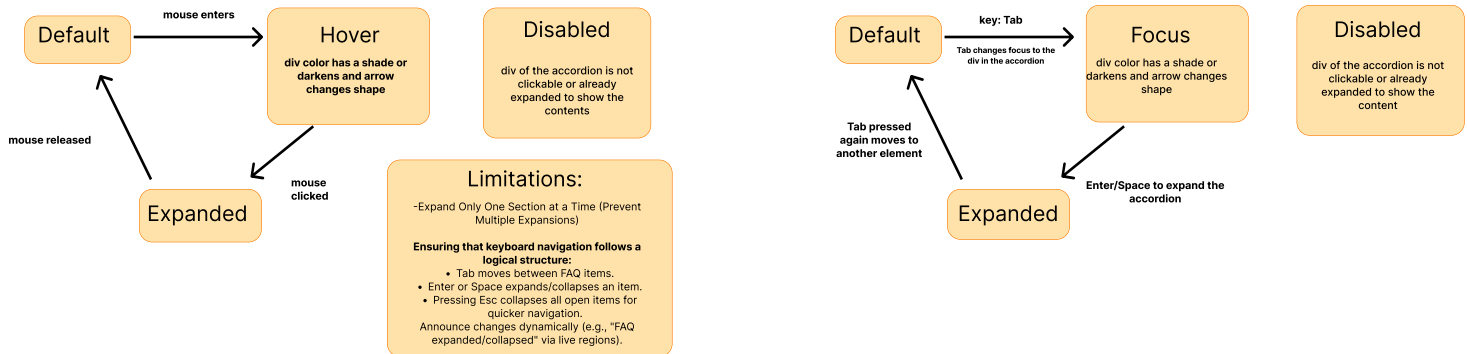 Default
mouse enters
Hover
div color has a shade or
darkens and arrow
changes shape
Disabled
div of the accordion is not
clickable or already
expanded to show the
contents
mouse released
mouse
clicked
Expanded
Limitations:
-Expand Only One Section at a Time (Prevent
Multiple Expansions)
Ensuring that keyboard navigation follows a
logical structure:
• Tab moves between FAQ items.
• Enter or Space expands/collapses an item.
• Pressing Esc collapses all open items for
quicker navigation.
Announce changes dynamically (e.g., "FAQ
expanded/collapsed" via live regions).
Default
key: Tab
Tab changes focus to the
div in the accordion
Focus
div color has a shade or
darkens and arrow changes
shape
Disabled
div of the accordion is not
clickable or already
expanded to show the
content
Tab pressed
again moves to
another element
Enter/Space to expand the
accordion
Expanded